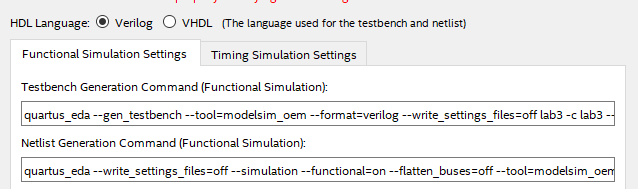 HDL Language: Verilog VHDL (The language used for the testbench and netlist)
Functional Simulation Settings Timing Simulation Settings
Testbench Generation Command (Functional Simulation):
quartus_eda --gen_testbench --tool=modelsim_oem --format=verilog --write_settings_files=off lab3 -c lab3 --
Netlist Generation Command (Functional Simulation):
quartus_eda --write_settings_files=off --simulation --functional=on --flatten_buses=off --tool=modelsim_oem